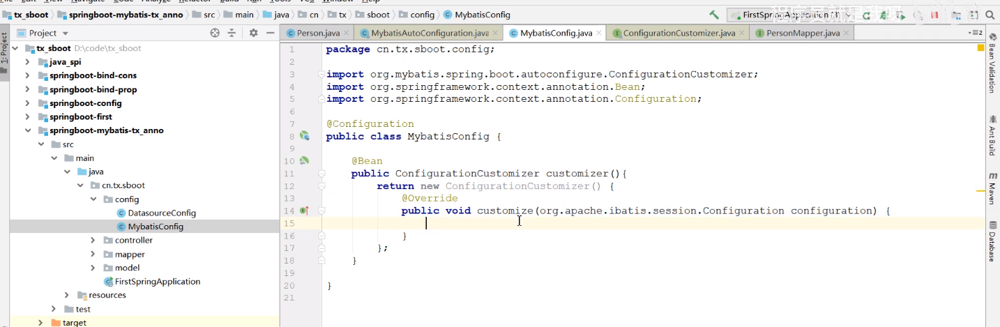 tx_sboot springboot-mybatis-tx_anno src main java cn tx sboot config MybatisConfig FirstSpringApplication (3)
1: Project
Project
Person.java MybatisAutoConfiguration.java MybatisConfig.java ConfigurationCustomizer.java PersonMapper.java
tx_sboot D:\code\tx_sboot
java_spi
springboot-bind-cons
springboot-bind-prop
springboot-config
springboot-first
springboot-mybatis-tx_anno
src
main
java
cn.tx.sboot
config
DatasourceConfig
MybatisConfig
controller
mapper
model
FirstSpringApplication
resources
test
target
1 package cn.tx.sboot.config;
2
3 import org.mybatis.spring.boot.autoconfigure.ConfigurationCustomizer;
4 import org.springframework.context.annotation.Bean;
5 import org.springframework.context.annotation.Configuration;
6
7 @Configuration
8 public class MybatisConfig {
9
10 @Bean
11 public ConfigurationCustomizer customizer(){
12 return new ConfigurationCustomizer() {
13 @Override
14 public void customize(org.apache.ibatis.session.Configuration configuration) {
15
16 }
17 };
18 }
19
20 }
21
Bean Validation
Ant Build
Maven
Database